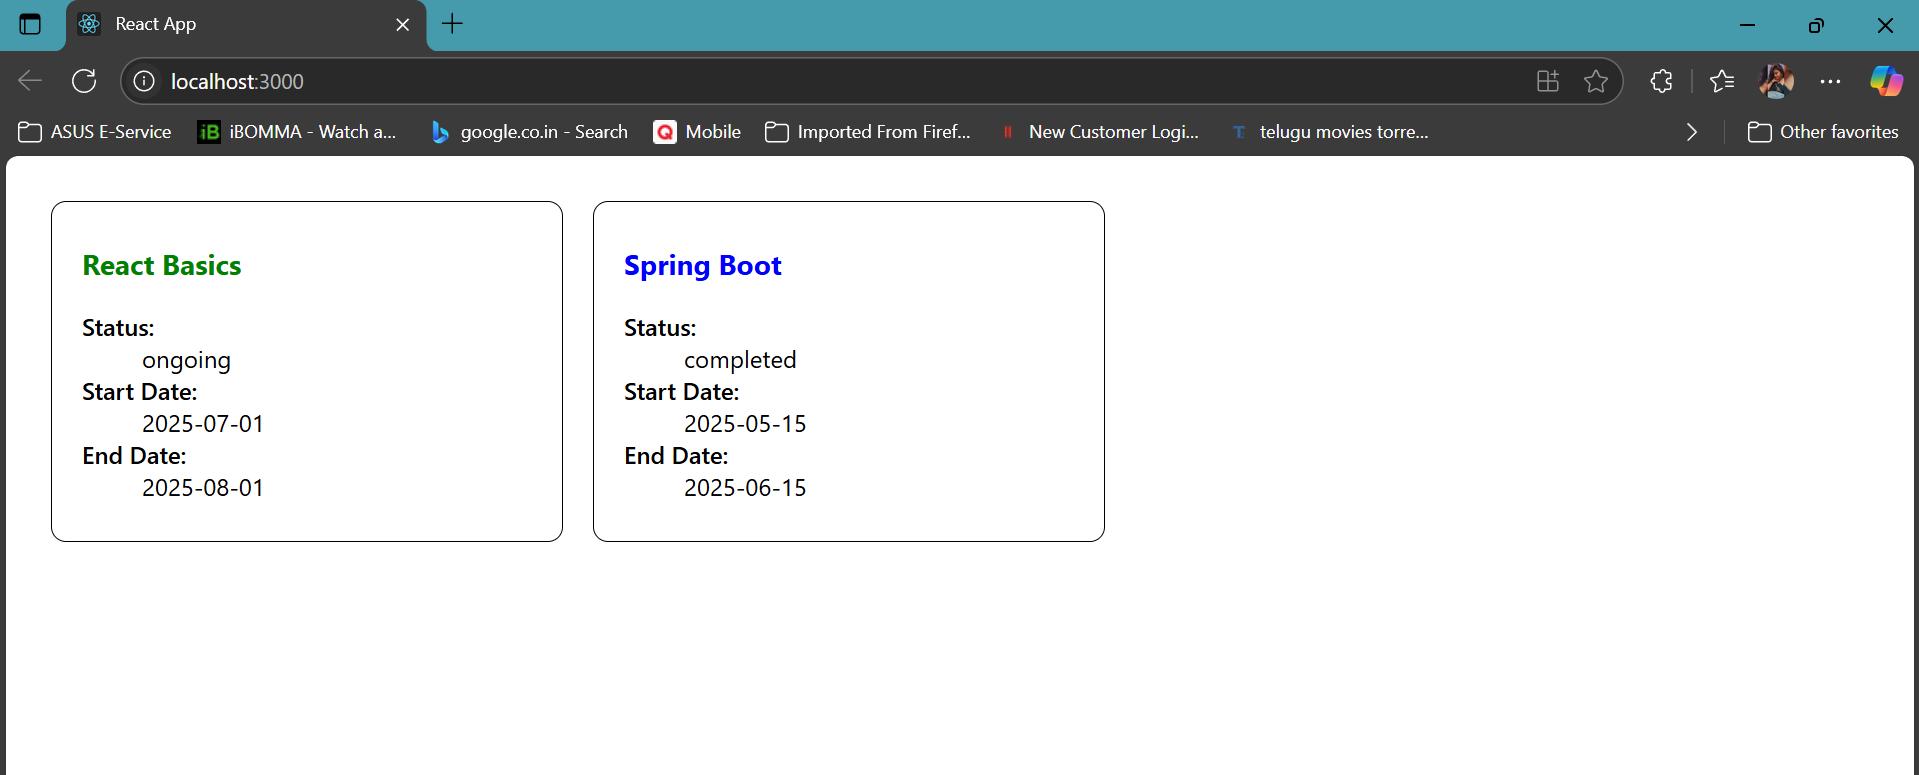 React App
localhost:3000
ASUS E-Service
iB
iBOMMA - Watch a...
google.co.in - Search
Q
Mobile
Imported From Firef...
New Customer Logi...
T
telugu movies torre...
Other favorites
React Basics
Status:
ongoing
Start Date:
2025-07-01
End Date:
2025-08-01
Spring Boot
Status:
completed
Start Date:
2025-05-15
End Date:
2025-06-15